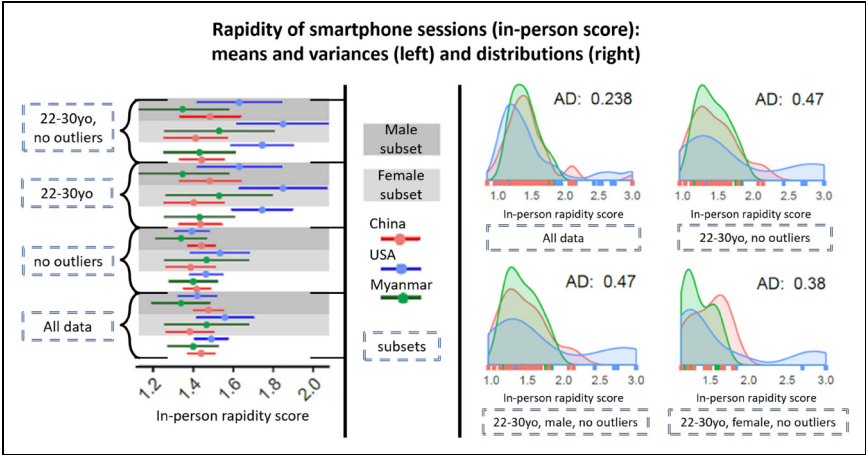 Rapidity of smartphone sessions (in-person score):
means and variances (left) and distributions (right)
22-30yo,
no outliers
22-30yo
no outliers
All data
1.2 1.4 1.6 1.8 2.0
In-person rapidity score
Male
subset
Female
subset
China
USA
Myanmar
subsets
AD: 0.238
1.0 1.5 2.0 2.5 3.0
In-person rapidity score
All data
AD: 0.47
1.0 1.5 2.0 2.5 3.0
In-person rapidity score
22-30yo, no outliers
AD: 0.47
1.0 1.5 2.0 2.5 3.0
In-person rapidity score
22-30yo, male, no outliers
AD: 0.38
1.5 2.0 2.5 3.0
In-person rapidity score
22-30yo, female, no outliers